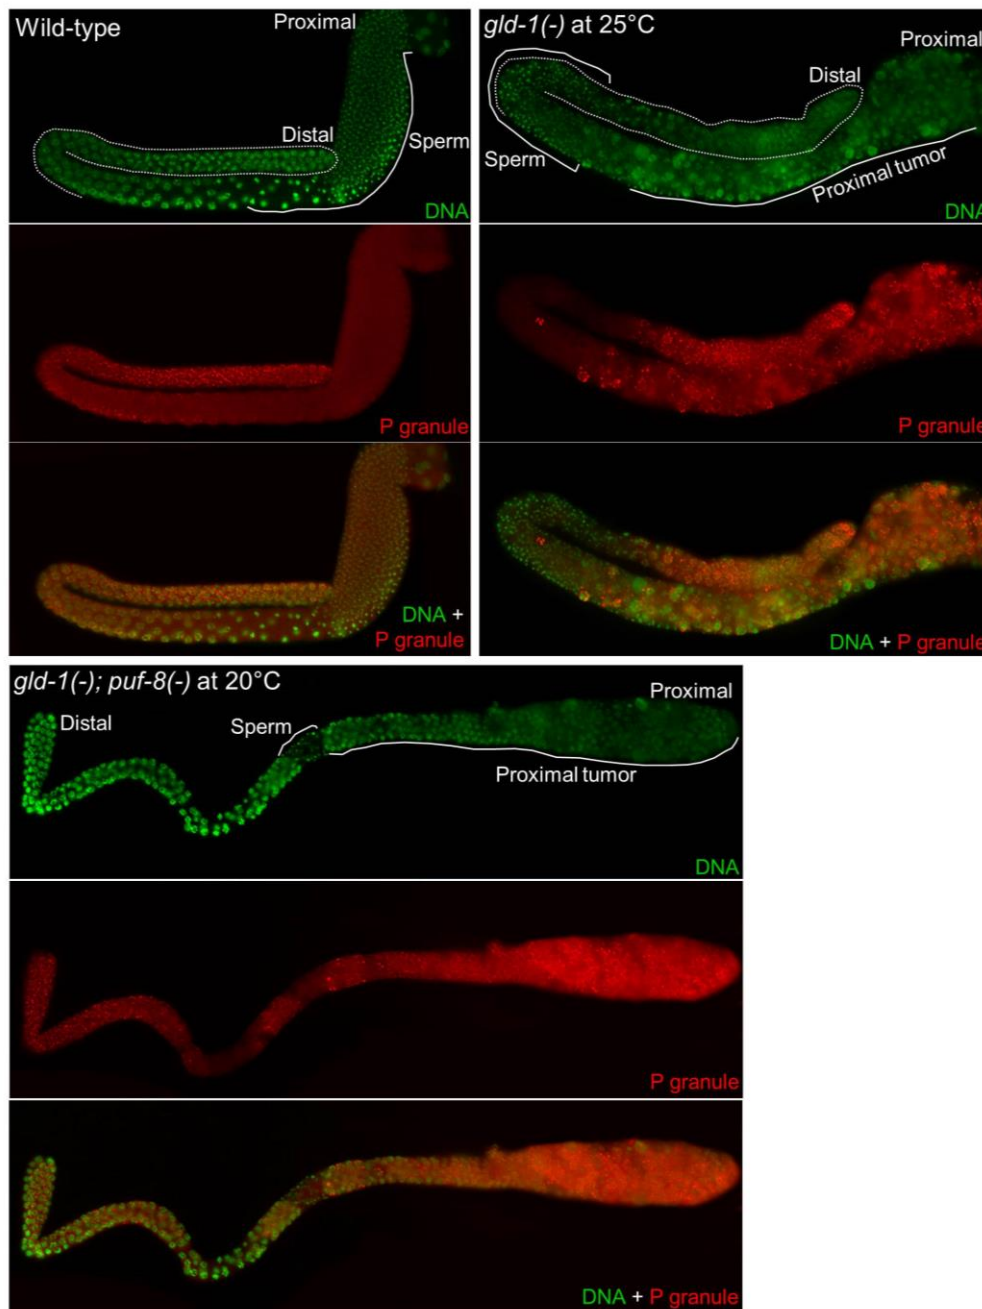 Wild-type
Proximal
Distal
Sperm
DNA
P granule
DNA +
P granule
gld-1(-) at 25°C
Proximal
Distal
Sperm
Proximal tumor
DNA
P granule
DNA + P granule
gld-1(-); puf-8(-) at 20°C
Distal
Sperm
Proximal
Proximal tumor
DNA
P granule
DNA + P granule